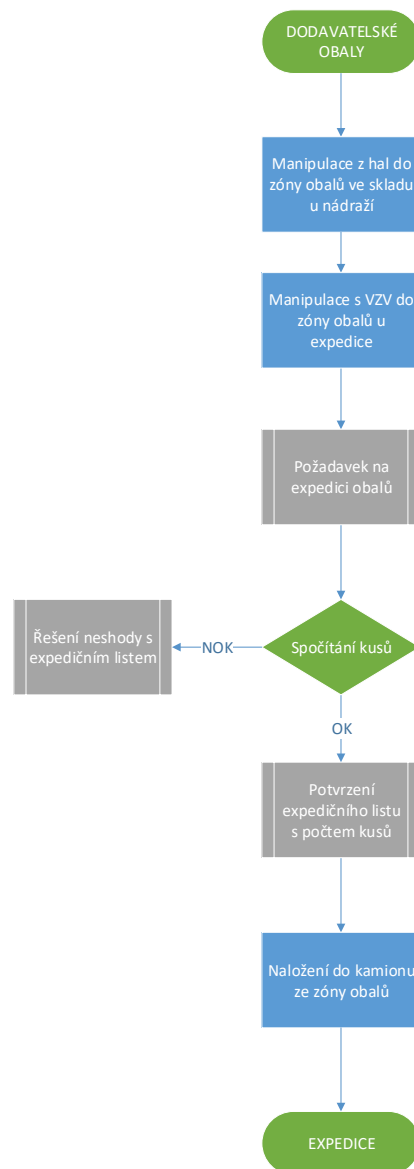 DODAVATELSKÉ
OBALY
Manipulace z hal do
zóny obalů ve skladu
u nádraží
Manipulace s VZV do
zóny obalů u
expedice
Požadavek na
expedici obalů
Spočítání kusů
NOK
Řešení neshody s
expedičním listem
OK
Potvrzení
expedičního listu
s počtem kusů
Naložení do kamionu
ze zóny obalů
EXPEDICE